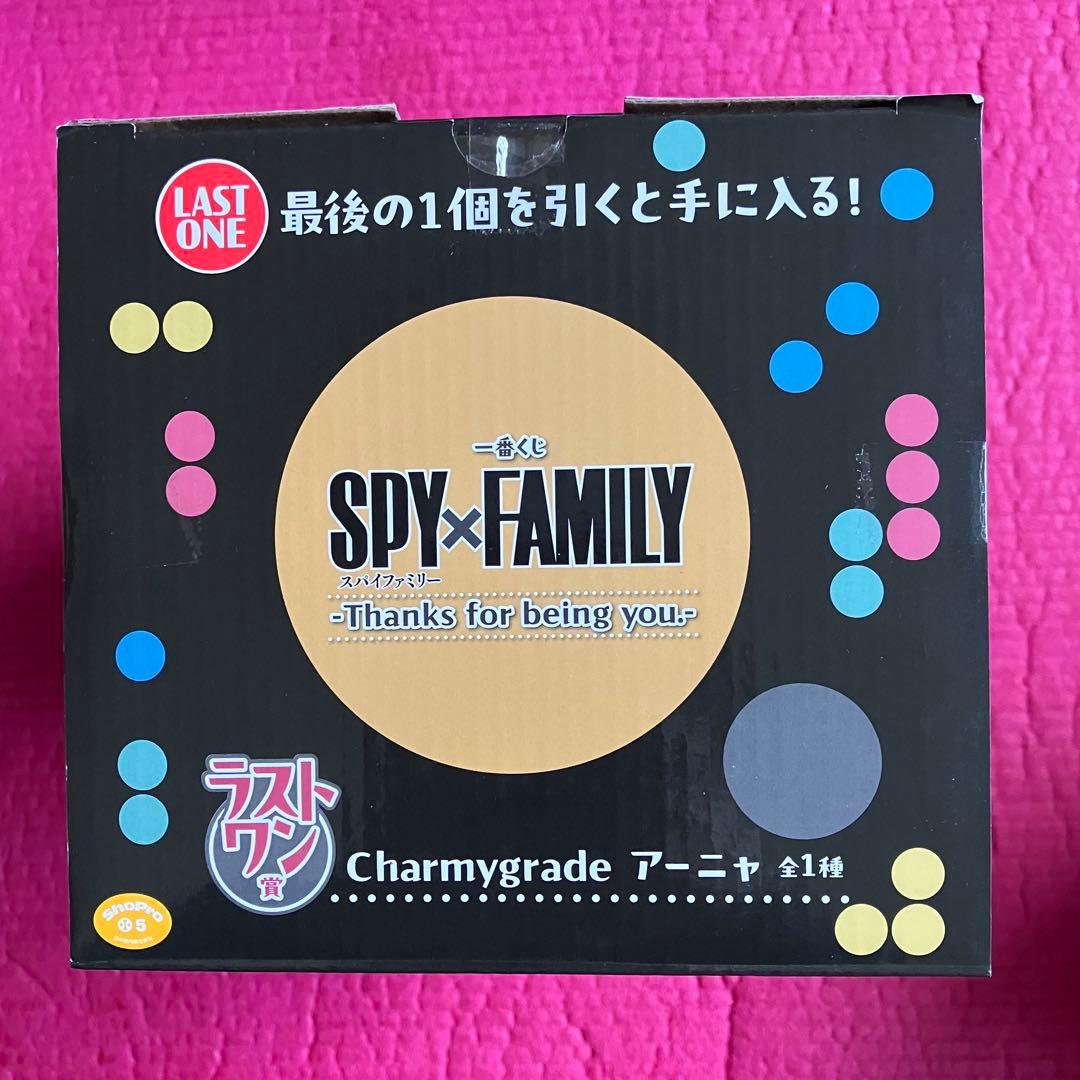 LAST
ONE
最後の1個を引くと手に入る!
一番くじ
SPY×FAMILY
スパイファミリー
-Thanks for being you.-
ラスト
ワン
賞
Charmygrade アーニャ 全1種
ShoPro
5